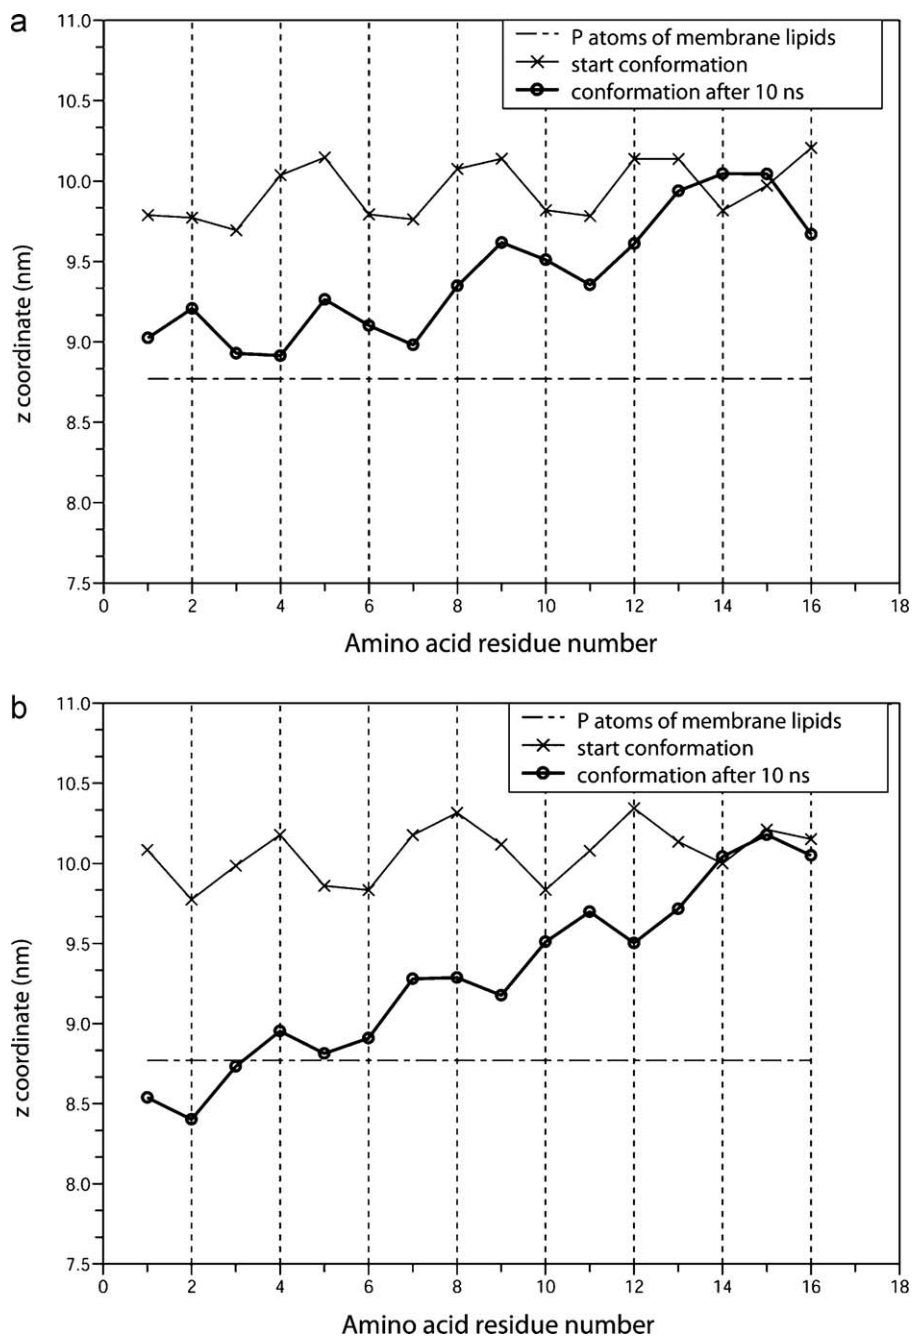 a
11.0
10.5
10.0
9.5
9.0
8.5
8.0
7.5
z coordinate (nm)
P atoms of membrane lipids
start conformation
conformation after 10 ns
0 2 4 6 8 10 12 14 16 18
Amino acid residue number
b
11.0
10.5
10.0
9.5
9.0
8.5
8.0
7.5
z coordinate (nm)
P atoms of membrane lipids
start conformation
conformation after 10 ns
0 2 4 6 8 10 12 14 16 18
Amino acid residue number